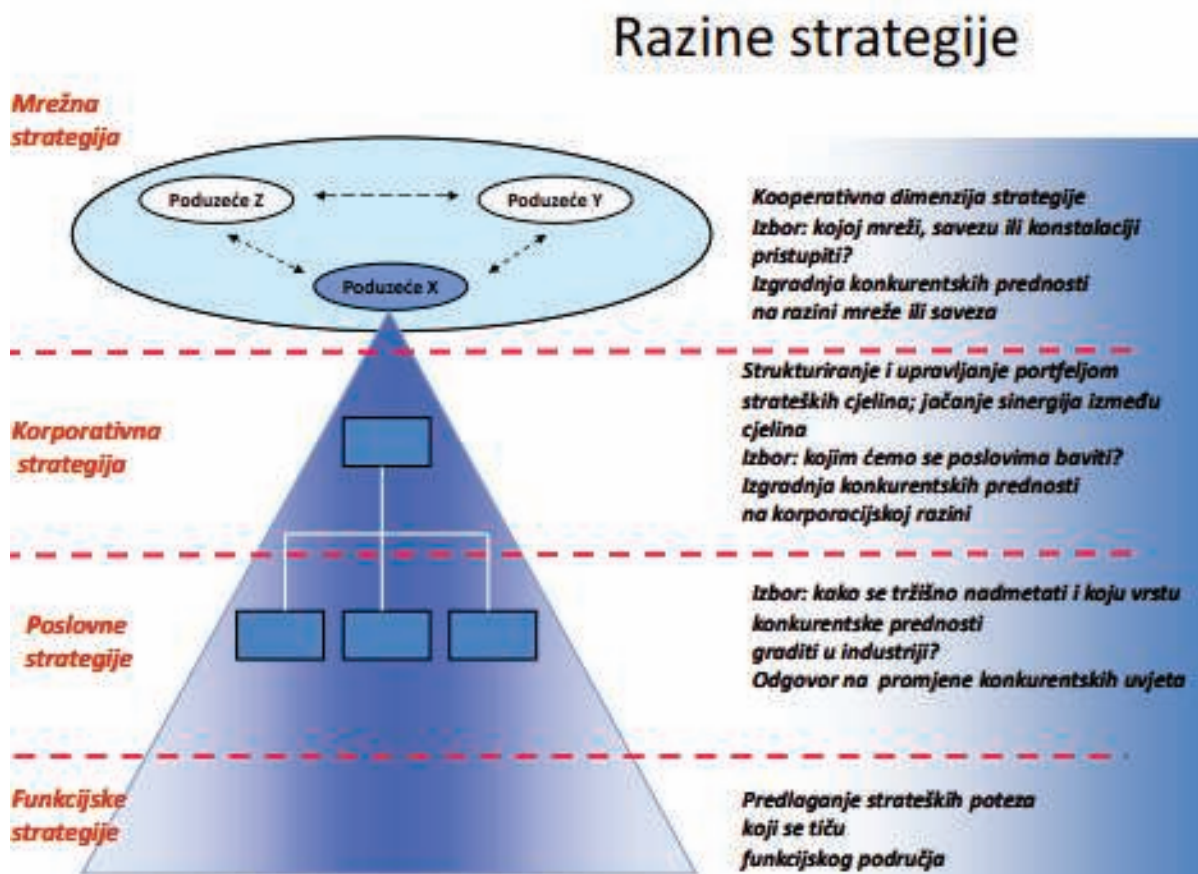 Razine strategije
Mrežna
strategija
Poduzeće Z
Poduzeće Y
Poduzeće X
Kooperativna dimenzija strategije
Izbor: kojoj mreži, savezu ili konstalaciji
pristupiti?
Izgradnja konkurentskih prednosti
na razini mreže ili saveza
Korporativna
strategija
Strukturiranje i upravljanje portfeljom
strateških cjelina; jačanje sinergija između
cjelina
Izbor: kojim ćemo se poslovima baviti?
Izgradnja konkurentskih prednosti
na korporacijskoj razini
Poslovne
strategije
Izbor: kako se tržišno nadmetati i koju vrstu
konkurentske prednosti
graditi u industriji?
Odgovor na promjene konkurentskih uvjeta
Funkcijske
strategije
Predlaganje strateških poteza
koji se tiču
funkcijskog područja